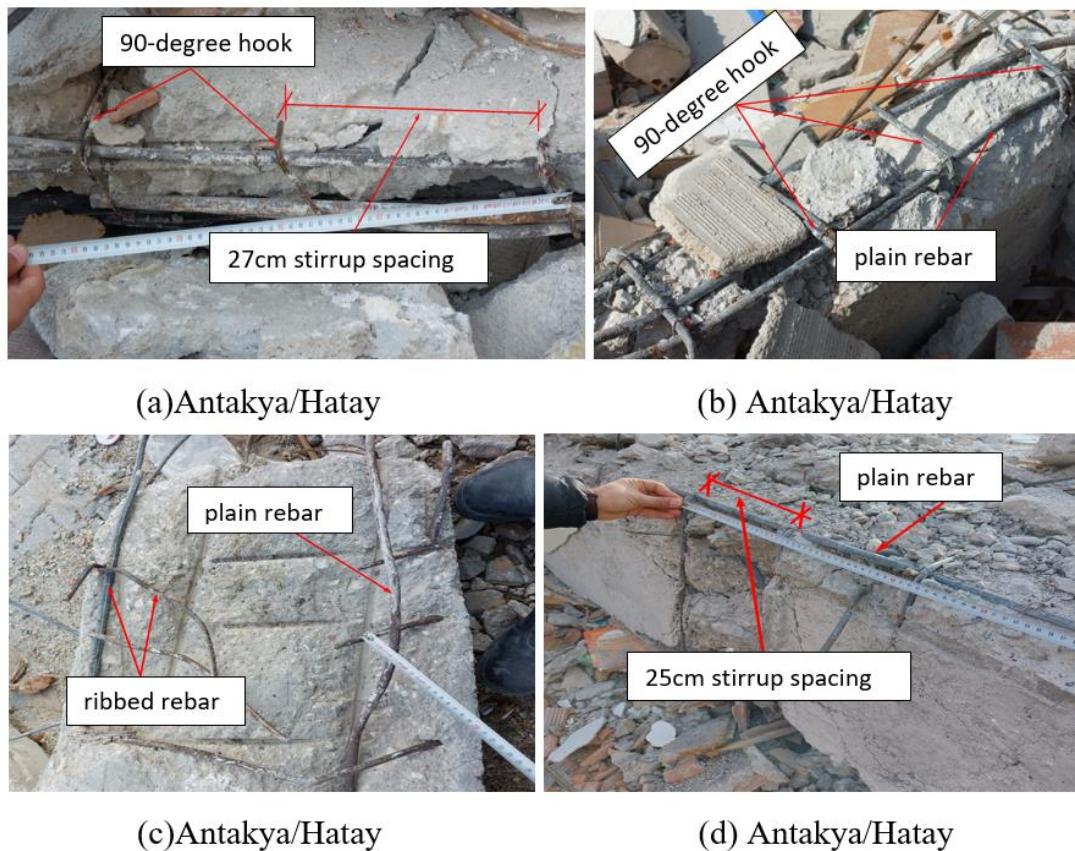 90-degree hook
27cm stirrup spacing
90-degree hook
plain rebar
(a)Antakya/Hatay
(b) Antakya/Hatay
plain rebar
ribbed rebar
plain rebar
25cm stirrup spacing
(c)Antakya/Hatay
(d) Antakya/Hatay